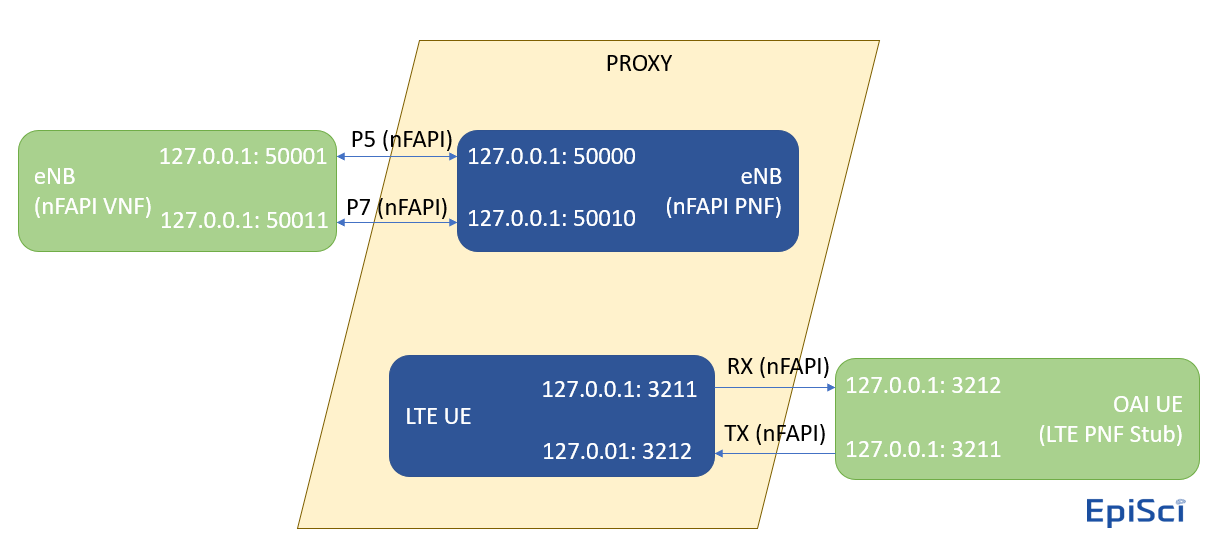 PROXY
P5 (nFAPI)
127.0.0.1: 50001
127.0.0.1: 50000
eNB
(nFAPI VNF)
eNB
(nFAPI PNF)
P7 (nFAPI)
127.0.0.1: 50011
127.0.0.1: 50010
RX (nFAPI)
127.0.0.1: 3211
127.0.0.1: 3212
LTE UE
OAI UE
(LTE PNF Stub)
TX (nFAPI)
127.0.01: 3212
127.0.0.1: 3211
EpiSci